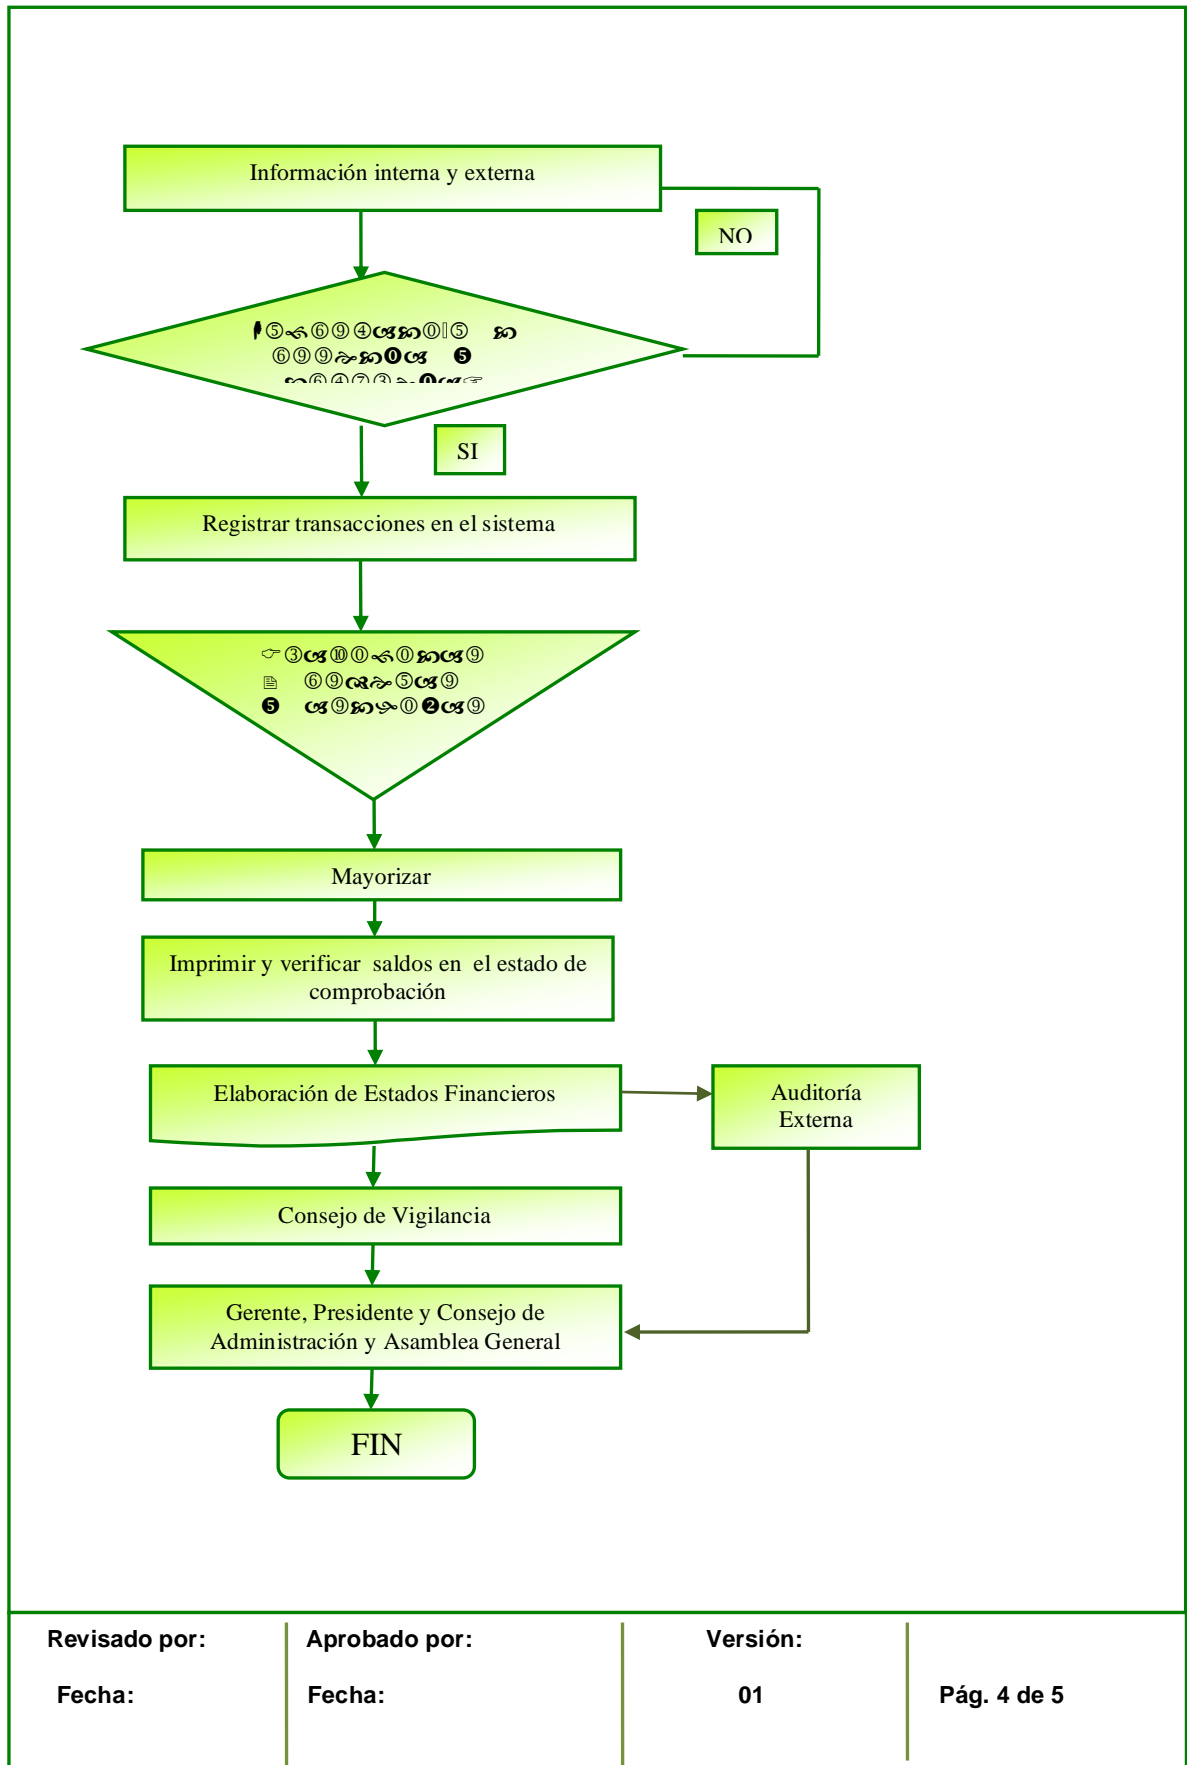 Información interna y externa
NO
SI
Registrar transacciones en el sistema
Mayorizar
Imprimir y verificar saldos en el estado de
comprobación
Elaboración de Estados Financieros
Auditoría
Externa
Consejo de Vigilancia
Gerente, Presidente y Consejo de
Administración y Asamblea General
FIN
Revisado por:
Aprobado por:
Versión:
Fecha:
Fecha:
01
Pág. 4 de 5